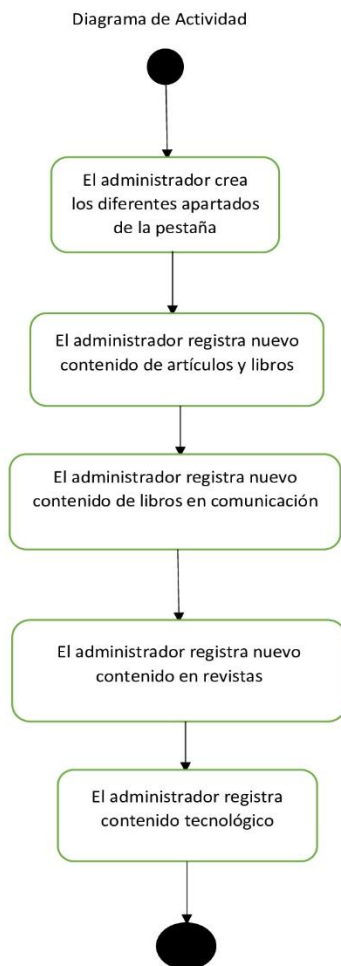 Diagrama de Actividad
El administrador crea
los diferentes apartados
de la pestaña
El administrador registra nuevo
contenido de artículos y libros
El administrador registra nuevo
contenido de libros en comunicación
El administrador registra nuevo
contenido en revistas
El administrador registra
contenido tecnológico